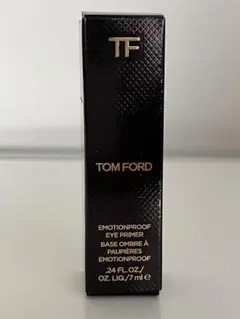 TF
TOM FORD
EMOTIONPROOF
EYE PRIMER
BASE OMBRE À
PAUPIÈRES
EMOTIONPROOF
.24 FL. OZ./
OZ. LIQ./7 ml ℮